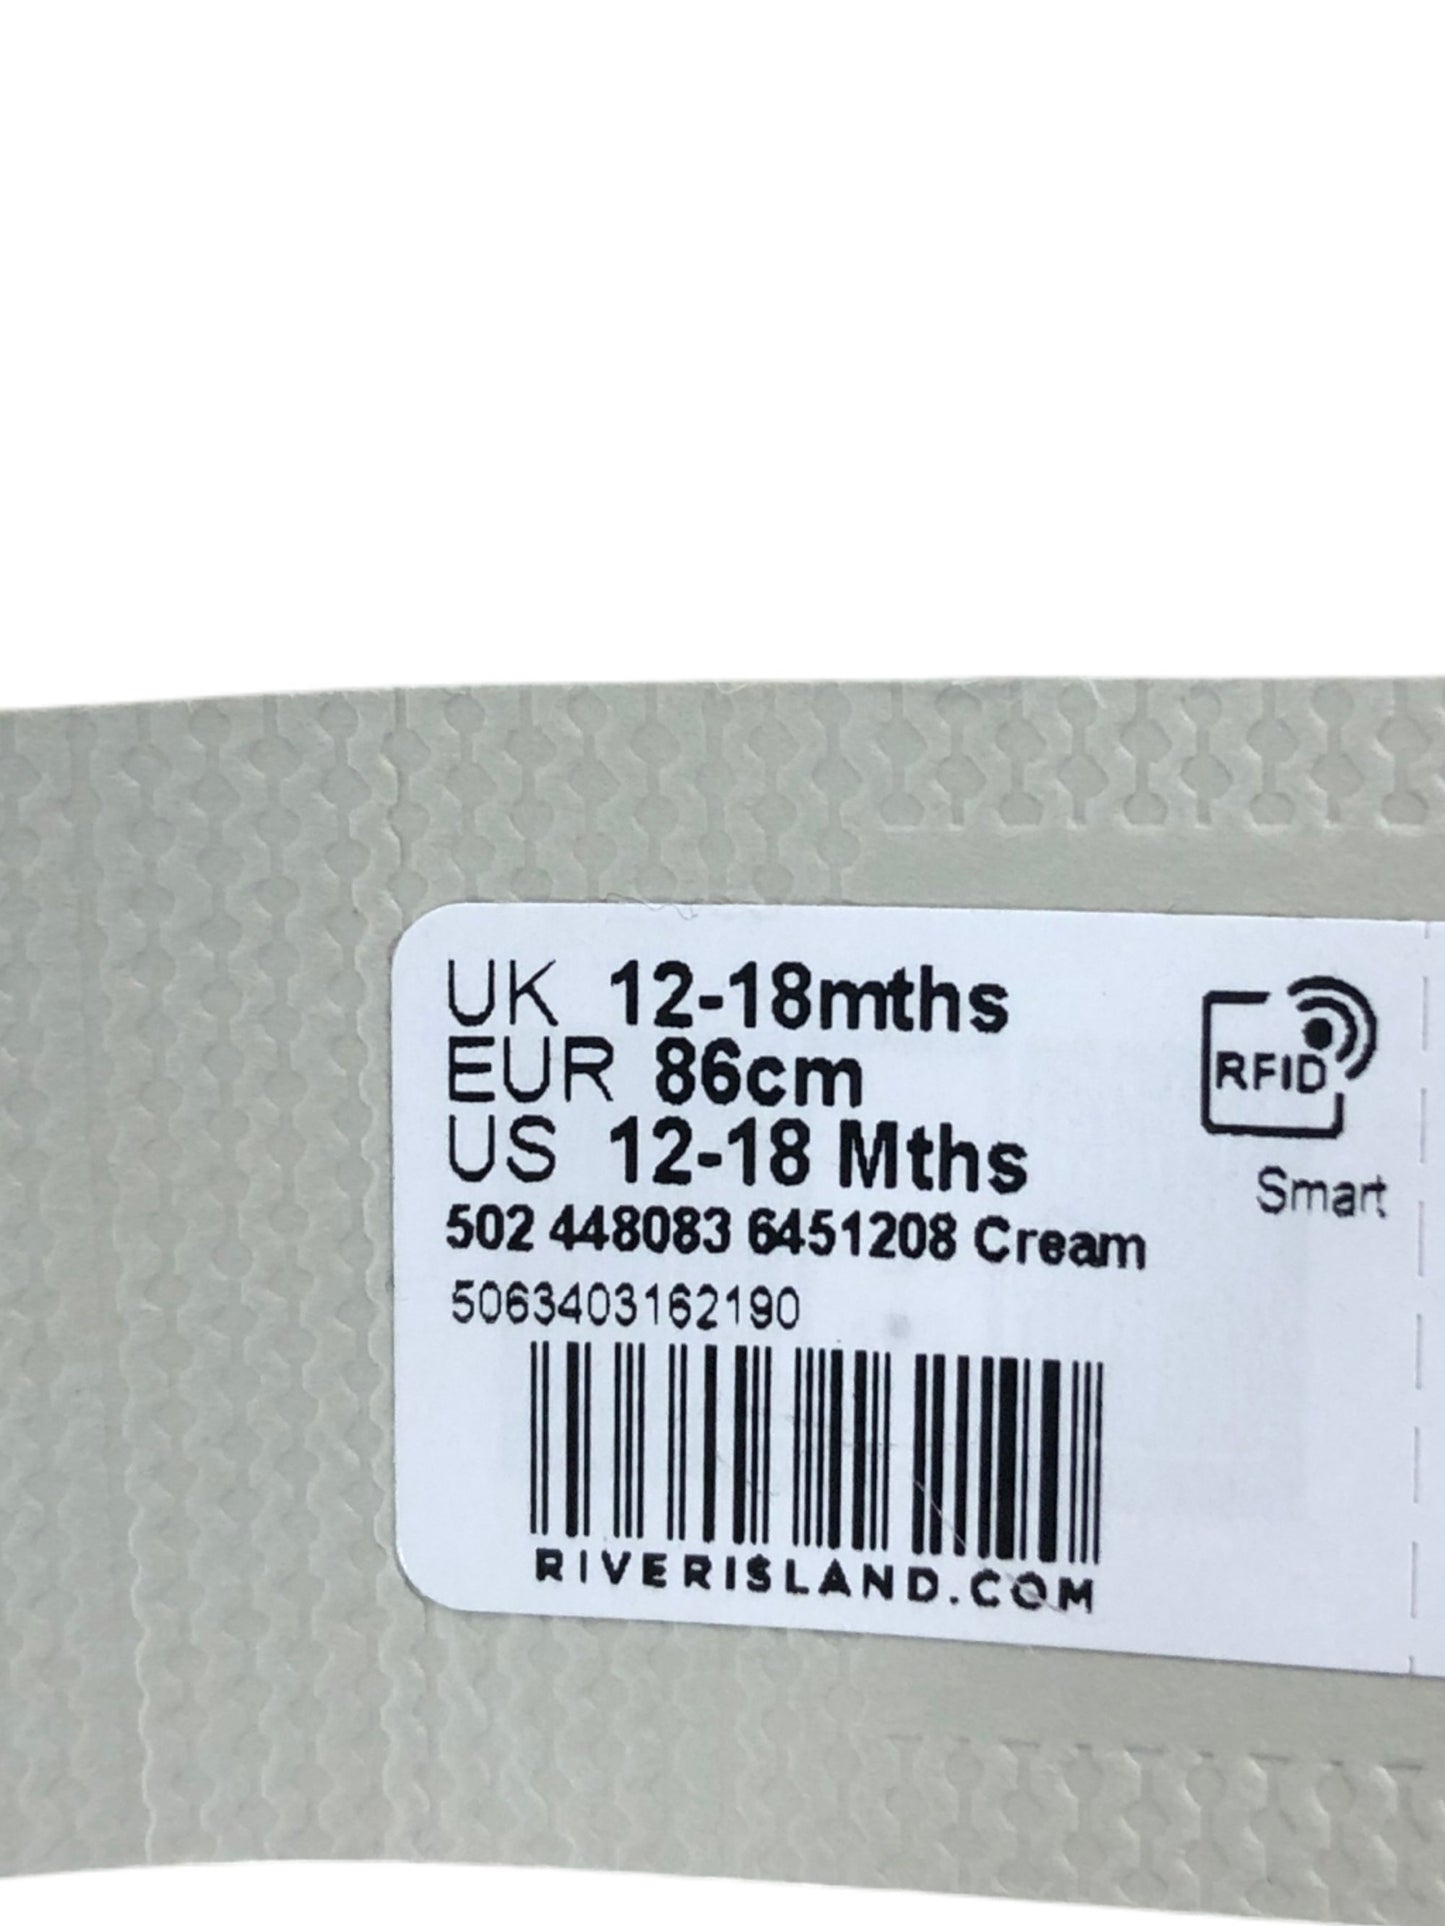 UK 12-18mths
EUR 86cm
US 12-18 Mths
502 448083 6451208 Cream
5063403162190
RIVERISLAND.COM
RFID
Smart